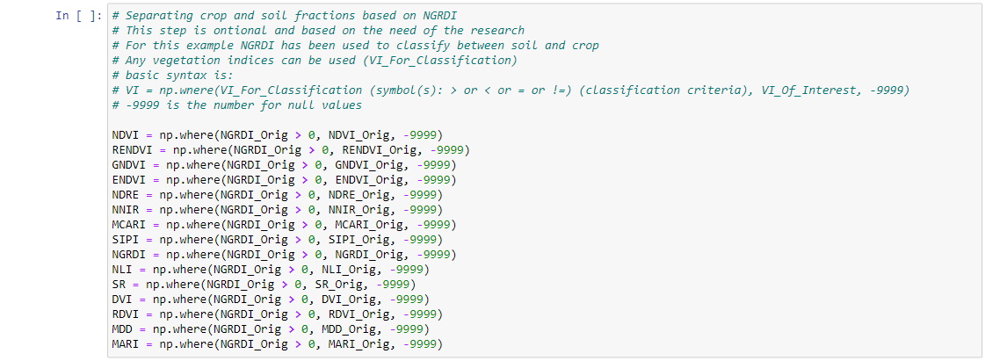 In [ ]: # Separating crop and soil fractions based on NGRDI
# This step is ontional and based on the need of the research
# For this example NGRDI has been used to classify between soil and crop
# Any vegetation indices can be used (VI_For_Classification)
# basic syntax is:
# VI = np.wnere(VI_For_Classification (symbol(s): > or < or = or !=) (classification criteria), VI_Of_Interest, -9999)
# -9999 is the number for null values
NDVI = np.where(NGRDI_Orig > 0, NDVI_Orig, -9999)
RENDVI = np.where(NGRDI_Orig > 0, RENDVI_Orig, -9999)
GNDVI = np.where(NGRDI_Orig > 0, GNDVI_Orig, -9999)
ENDVI = np.where(NGRDI_Orig > 0, ENDVI_Orig, -9999)
NDRE = np.where(NGRDI_Orig > 0, NDRE_Orig, -9999)
NNIR = np.where(NGRDI_Orig > 0, NNIR_Orig, -9999)
MCARI = np.where(NGRDI_Orig > 0, MCARI_Orig, -9999)
SIPI = np.where(NGRDI_Orig > 0, SIPI_Orig, -9999)
NGRDI = np.where(NGRDI_Orig > 0, NGRDI_Orig, -9999)
NLI = np.where(NGRDI_Orig > 0, NLI_Orig, -9999)
SR = np.where(NGRDI_Orig > 0, SR_Orig, -9999)
DVI = np.where(NGRDI_Orig > 0, DVI_Orig, -9999)
RDVI = np.where(NGRDI_Orig > 0, RDVI_Orig, -9999)
MDD = np.where(NGRDI_Orig > 0, MDD_Orig, -9999)
MARI = np.where(NGRDI_Orig > 0, MARI_Orig, -9999)